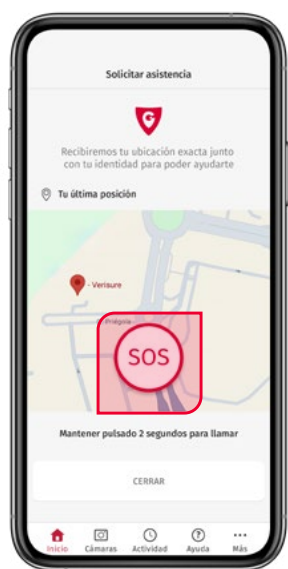 Solicitar asistencia
Recibiremos tu ubicación exacta junto
con tu identidad para poder ayudarte
Tu última posición
- Verisure
Priégola
SOS
Mantener pulsado 2 segundos para llamar
CERRAR
Inicio Cámaras Actividad Ayuda Más